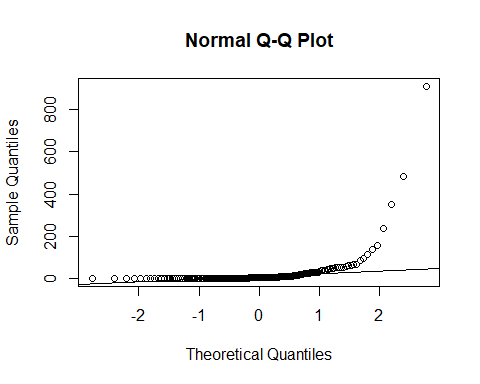 Normal Q-Q Plot
Sample Quantiles
800
600
400
200
0
-2 -1 0 1 2
Theoretical Quantiles